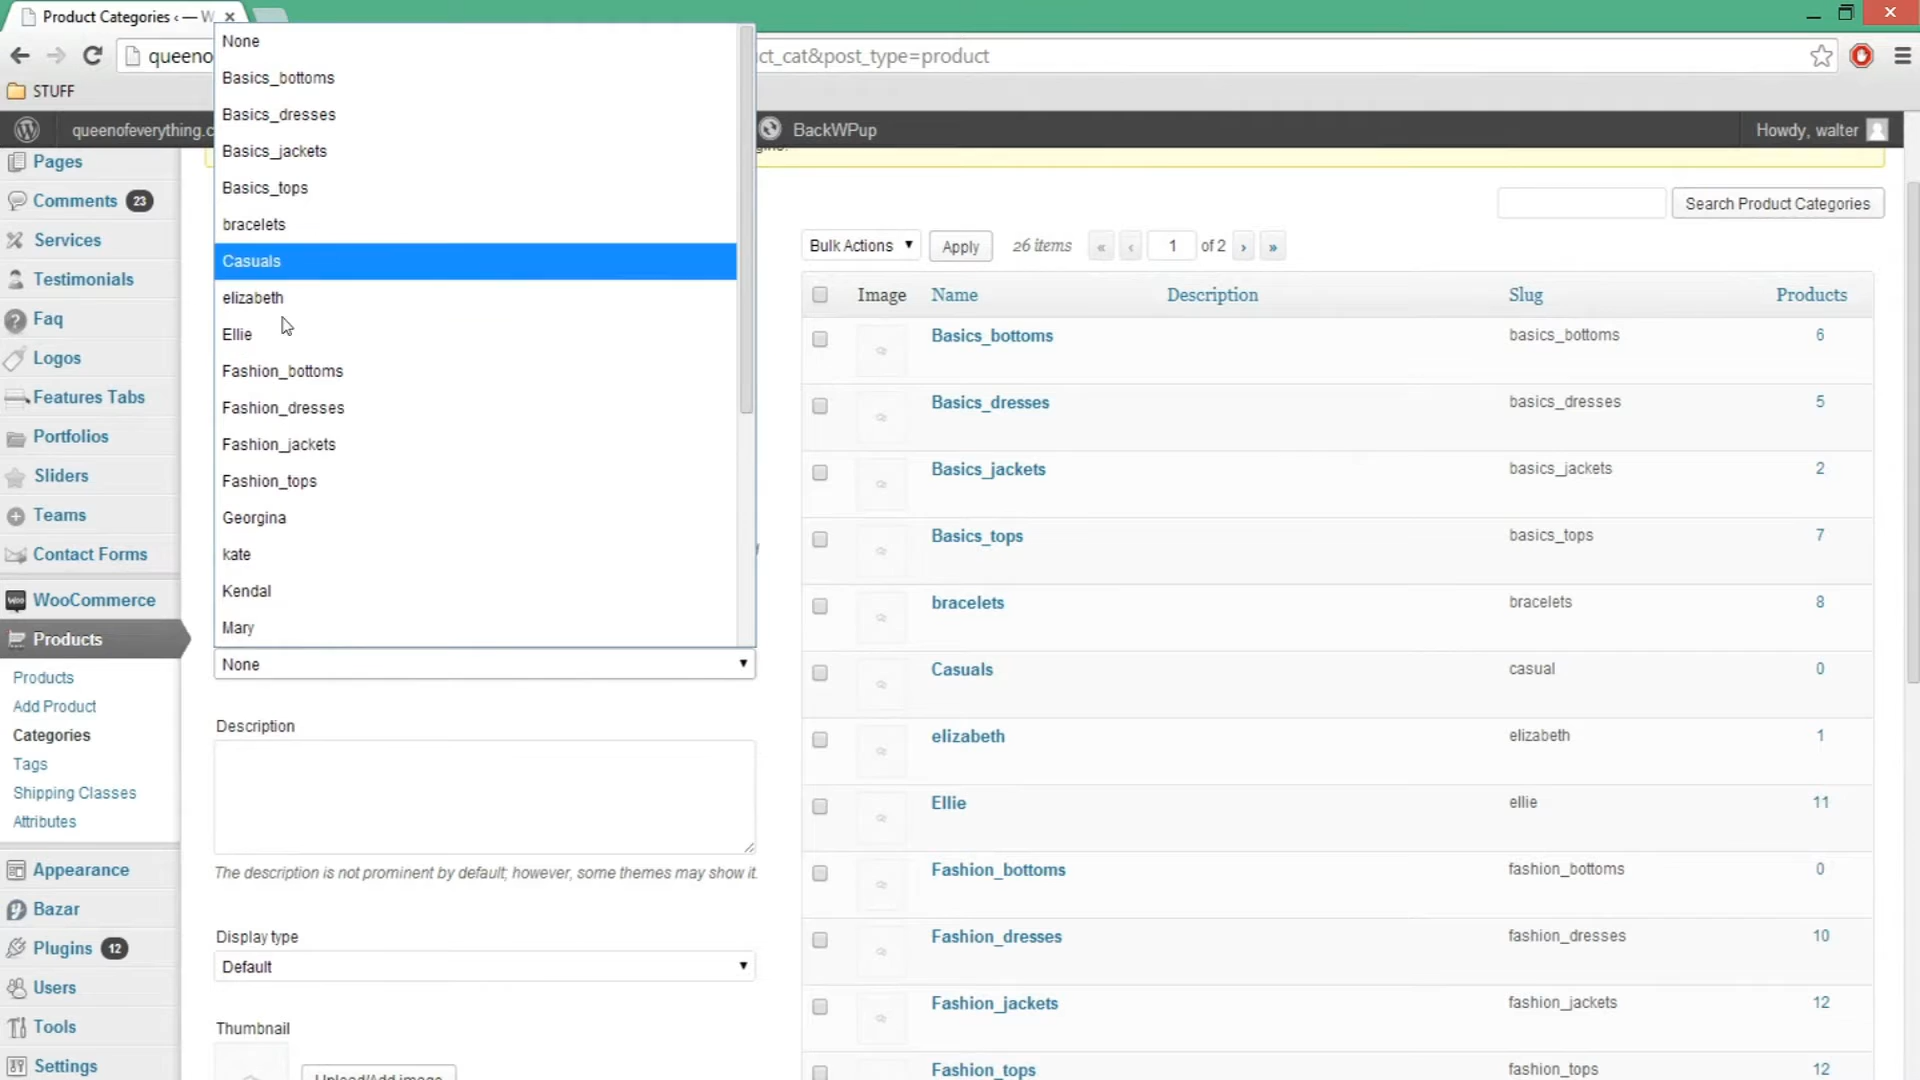 Product Categories ‹ — W
queeno
ct_cat&post_type=product
STUFF
queenofeverything.c
BackWPup
Howdy, walter
Pages
Comments 23
Services
Testimonials
Faq
Logos
Features Tabs
Portfolios
Sliders
Teams
Contact Forms
WooCommerce
Products
Products
Add Product
Categories
Tags
Shipping Classes
Attributes
Appearance
Bazar
Plugins 12
Users
Tools
Settings
None
Basics_bottoms
Basics_dresses
Basics_jackets
Basics_tops
bracelets
Casuals
elizabeth
Ellie
Fashion_bottoms
Fashion_dresses
Fashion_jackets
Fashion_tops
Georgina
kate
Kendal
Mary
None
Description
The description is not prominent by default; however, some themes may show it.
Display type
Default
Thumbnail
Upload/Add image
Search Product Categories
Bulk Actions Apply 26 items « ‹ 1 of 2 › »
Image Name Description Slug Products
Basics_bottoms basics_bottoms 6
Basics_dresses basics_dresses 5
Basics_jackets basics_jackets 2
Basics_tops basics_tops 7
bracelets bracelets 8
Casuals casual 0
elizabeth elizabeth 1
Ellie ellie 11
Fashion_bottoms fashion_bottoms 0
Fashion_dresses fashion_dresses 10
Fashion_jackets fashion_jackets 12
Fashion_tops fashion_tops 12